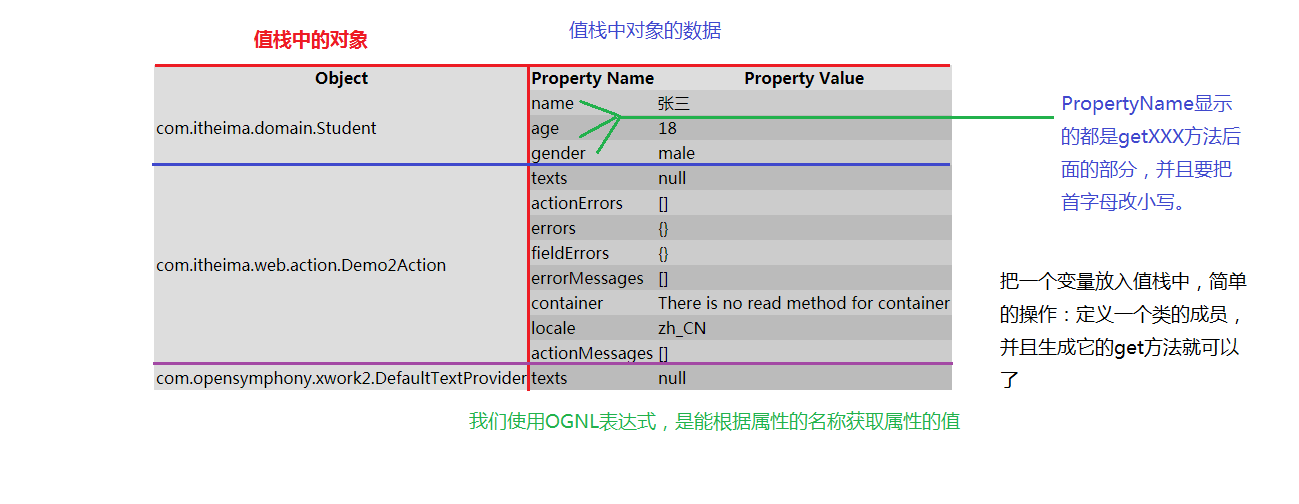 值栈中的对象
值栈中对象的数据
Object Property Name Property Value
com.itheima.domain.Student
name 张三
age 18
gender male
com.itheima.web.action.Demo2Action
texts null
actionErrors []
errors {}
fieldErrors {}
errorMessages []
container There is no read method for container
locale zh_CN
actionMessages []
com.opensymphony.xwork2.DefaultTextProvider texts null
PropertyName显示
的都是getXXX方法后
面的部分，并且要把
首字母改小写。
把一个变量放入值栈中，简单
的操作：定义一个类的成员，
并且生成它的get方法就可以
了
我们使用OGNL表达式，是能根据属性的名称获取属性的值